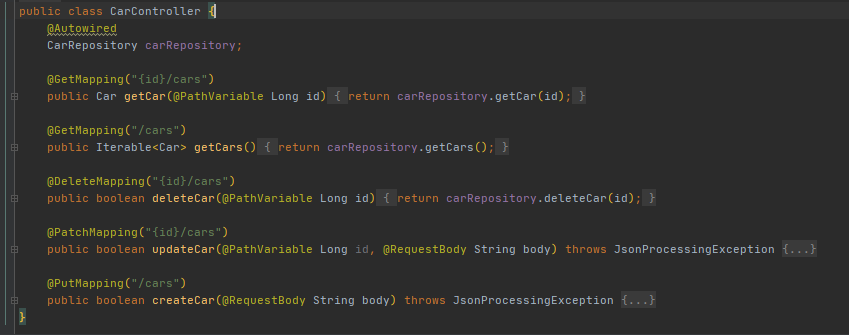 public class CarController {
@Autowired
CarRepository carRepository;
@GetMapping("{id}/cars")
public Car getCar(@PathVariable Long id) { return carRepository.getCar(id); }
@GetMapping("/cars")
public Iterable<Car> getCars() { return carRepository.getCars(); }
@DeleteMapping("{id}/cars")
public boolean deleteCar(@PathVariable Long id) { return carRepository.deleteCar(id); }
@PatchMapping("{id}/cars")
public boolean updateCar(@PathVariable Long id, @RequestBody String body) throws JsonProcessingException {...}
@PutMapping("/cars")
public boolean createCar(@RequestBody String body) throws JsonProcessingException {...}
}